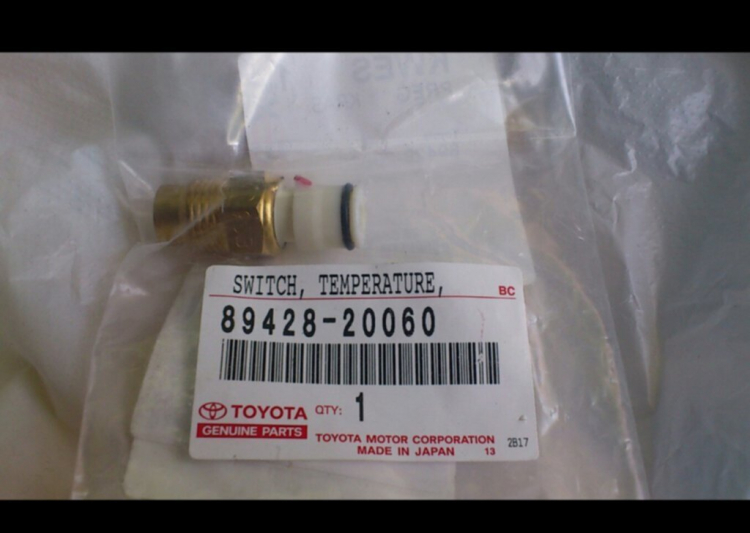 SWITCH, TEMPERATURE,
BC
89428-20060
TOYOTA
GENUINE PARTS
QTY: 1
TOYOTA MOTOR CORPORATION
MADE IN JAPAN 13
2B17